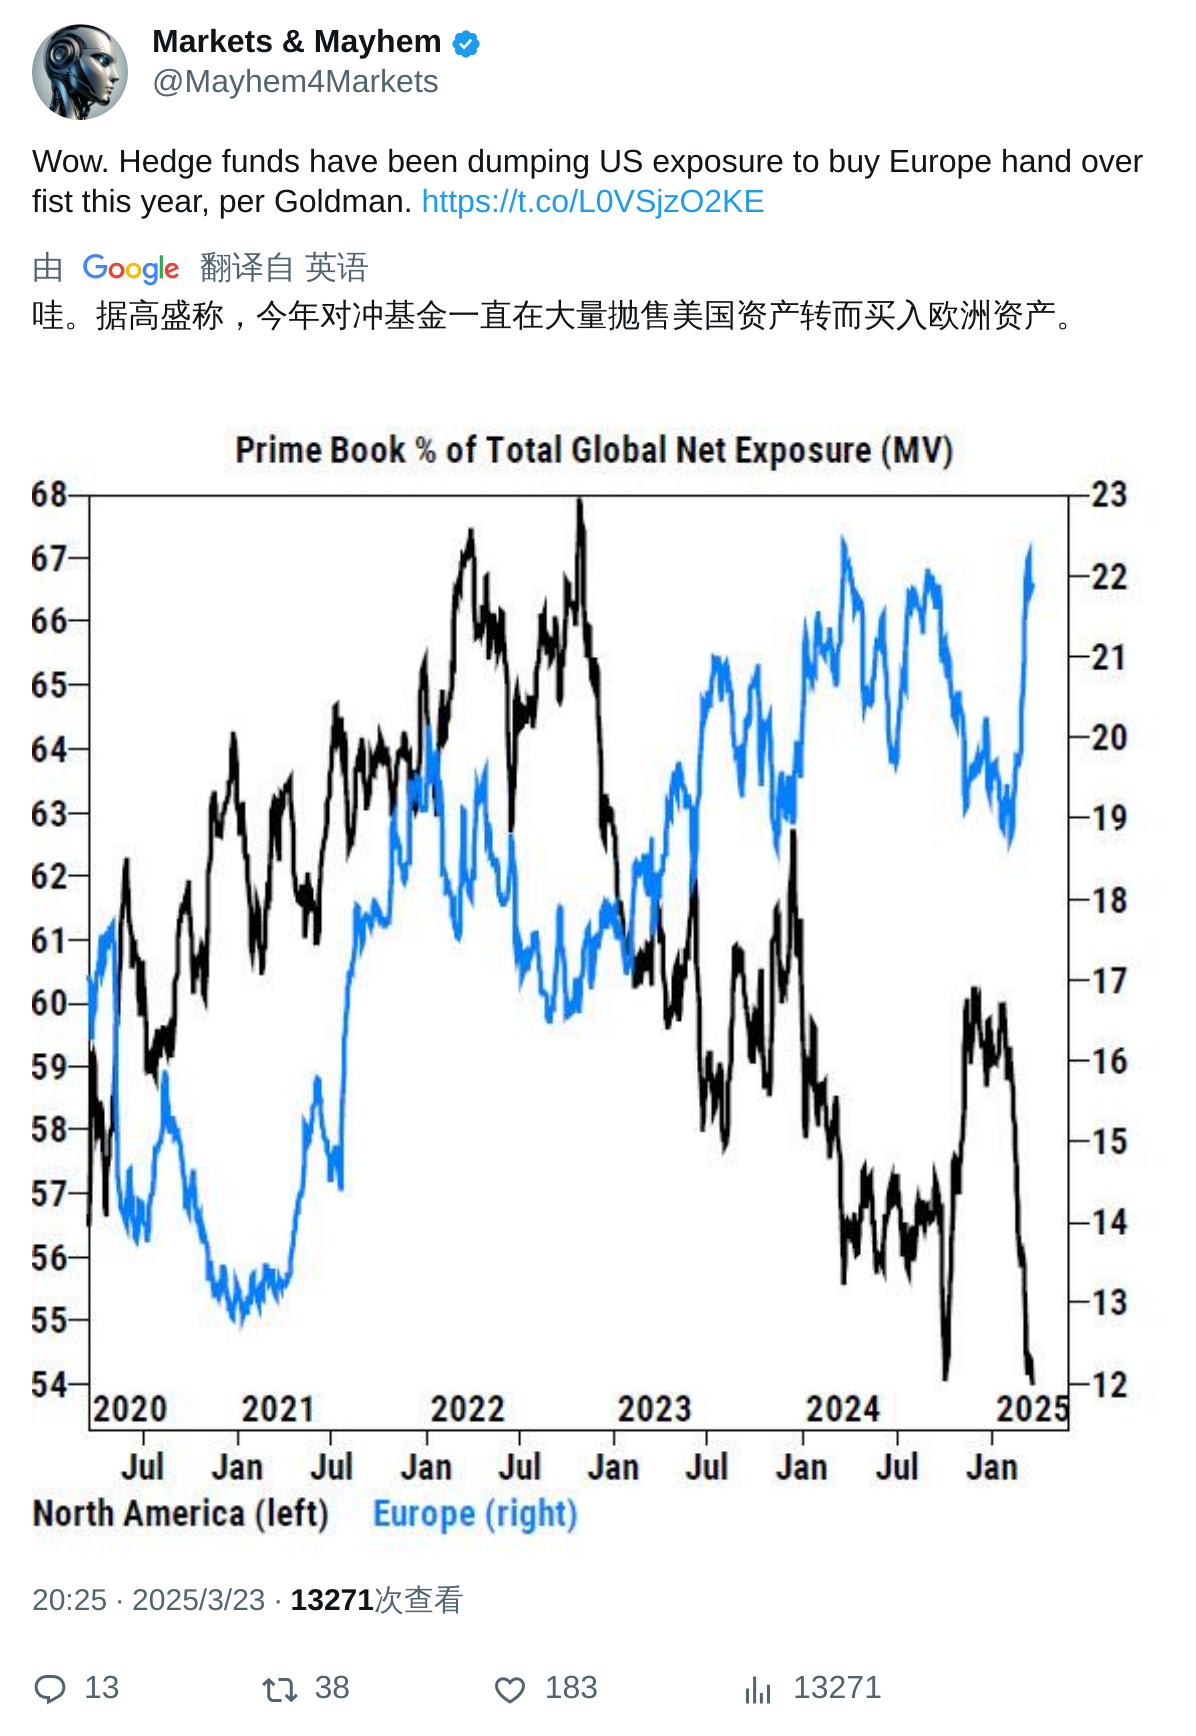 Markets & Mayhem
@Mayhem4Markets
Wow. Hedge funds have been dumping US exposure to buy Europe hand over
fist this year, per Goldman. https://t.co/L0VSjzO2KE
由 Google 翻译自 英语
哇。据高盛称，今年对冲基金一直在大量抛售美国资产转而买入欧洲资产。
Prime Book % of Total Global Net Exposure (MV)
68 23
67 22
66 21
65 20
64 19
63 18
62 17
61 16
60 15
59 14
58 13
57 12
56
55
54
2020 2021 2022 2023 2024 2025
Jul Jan Jul Jan Jul Jan Jul Jan Jul Jan
North America (left) Europe (right)
20:25 · 2025/3/23 · 13271次查看
13 38 183 13271